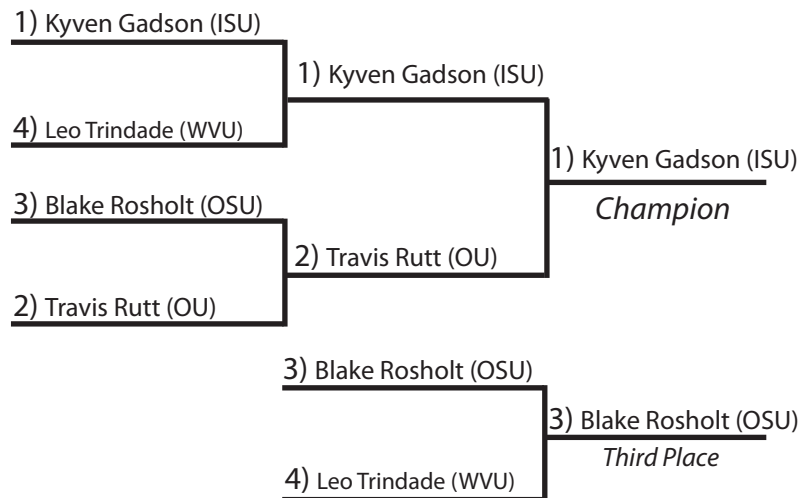 1) Kyven Gadson (ISU)
1) Kyven Gadson (ISU)
4) Leo Trindade (WVU)
1) Kyven Gadson (ISU)
Champion
3) Blake Rosholt (OSU)
2) Travis Rutt (OU)
2) Travis Rutt (OU)
3) Blake Rosholt (OSU)
3) Blake Rosholt (OSU)
Third Place
4) Leo Trindade (WVU)